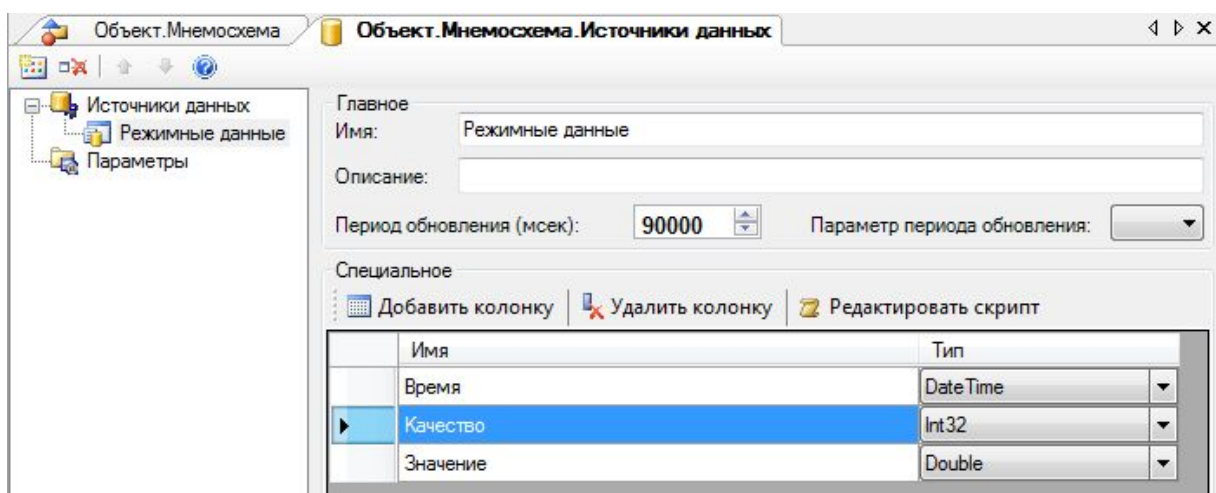 Объект.Мнемосхема Объект.Мнемосхема.Источники данных
Источники данных
Режимные данные
Параметры
Главное
Имя: Режимные данные
Описание:
Период обновления (мсек): 90000 Параметр периода обновления:
Специальное
Добавить колонку Удалить колонку Редактировать скрипт
Имя Тип
Время DateTime
Качество Int32
Значение Double